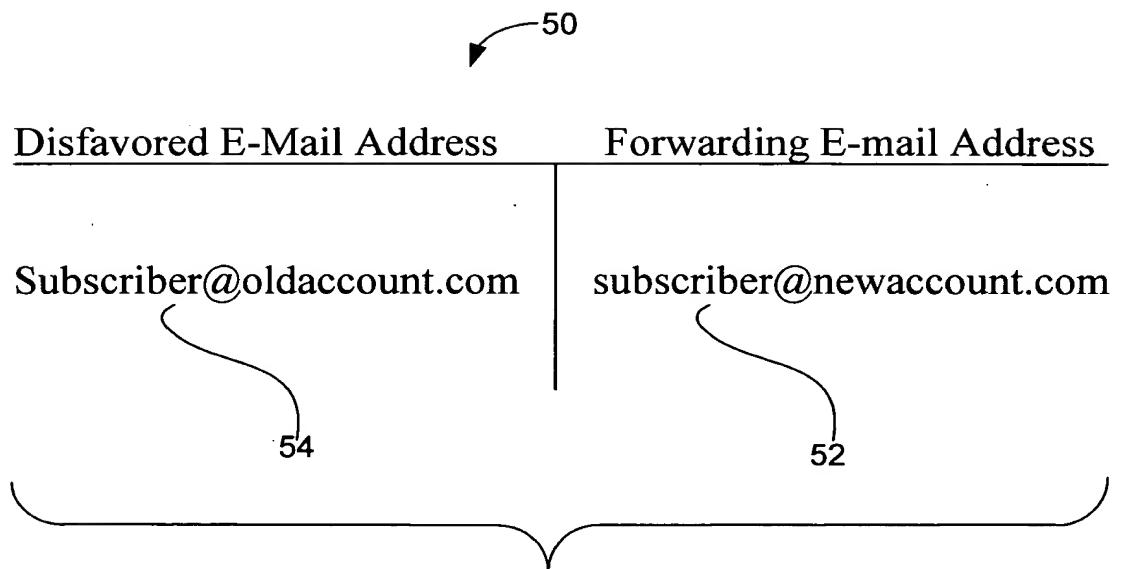 50
Disfavored E-Mail Address Forwarding E-mail Address
Subscriber@oldaccount.com subscriber@newaccount.com
54 52